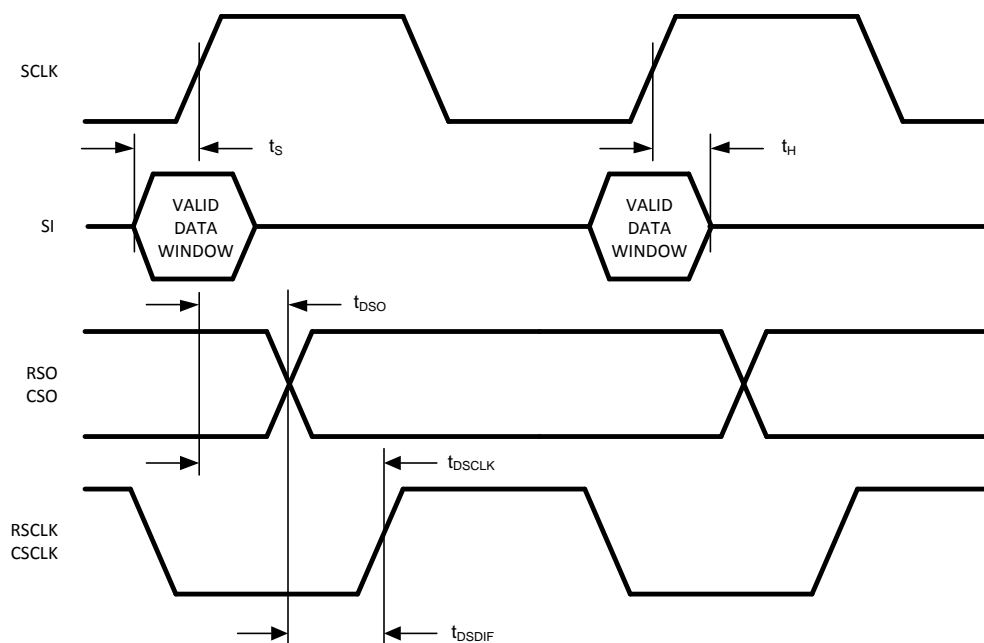 SCLK
tS
tH
SI
VALID
DATA
WINDOW
VALID
DATA
WINDOW
tDSO
RSO
CSO
tDSCLK
RSCLK
CSCLK
tDSDIF